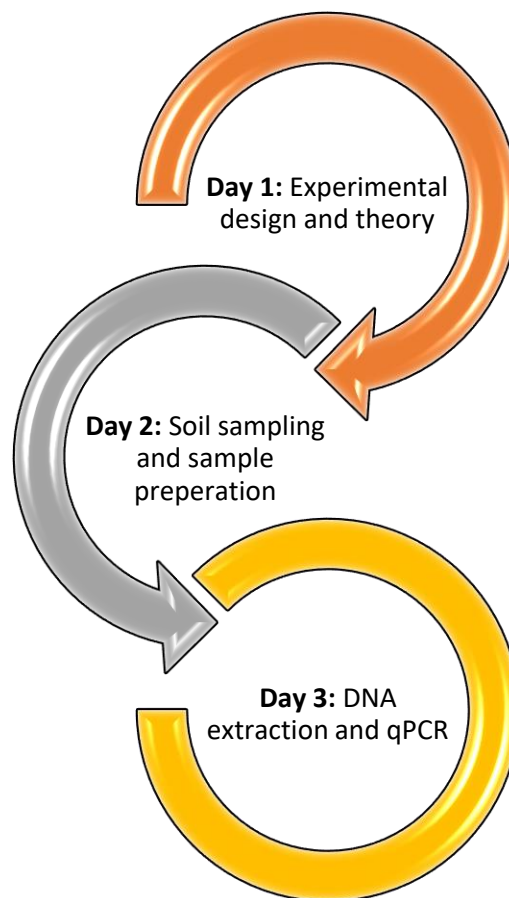 Day 1: Experimental
design and theory
Day 2: Soil sampling
and sample
preperation
Day 3: DNA
extraction and qPCR